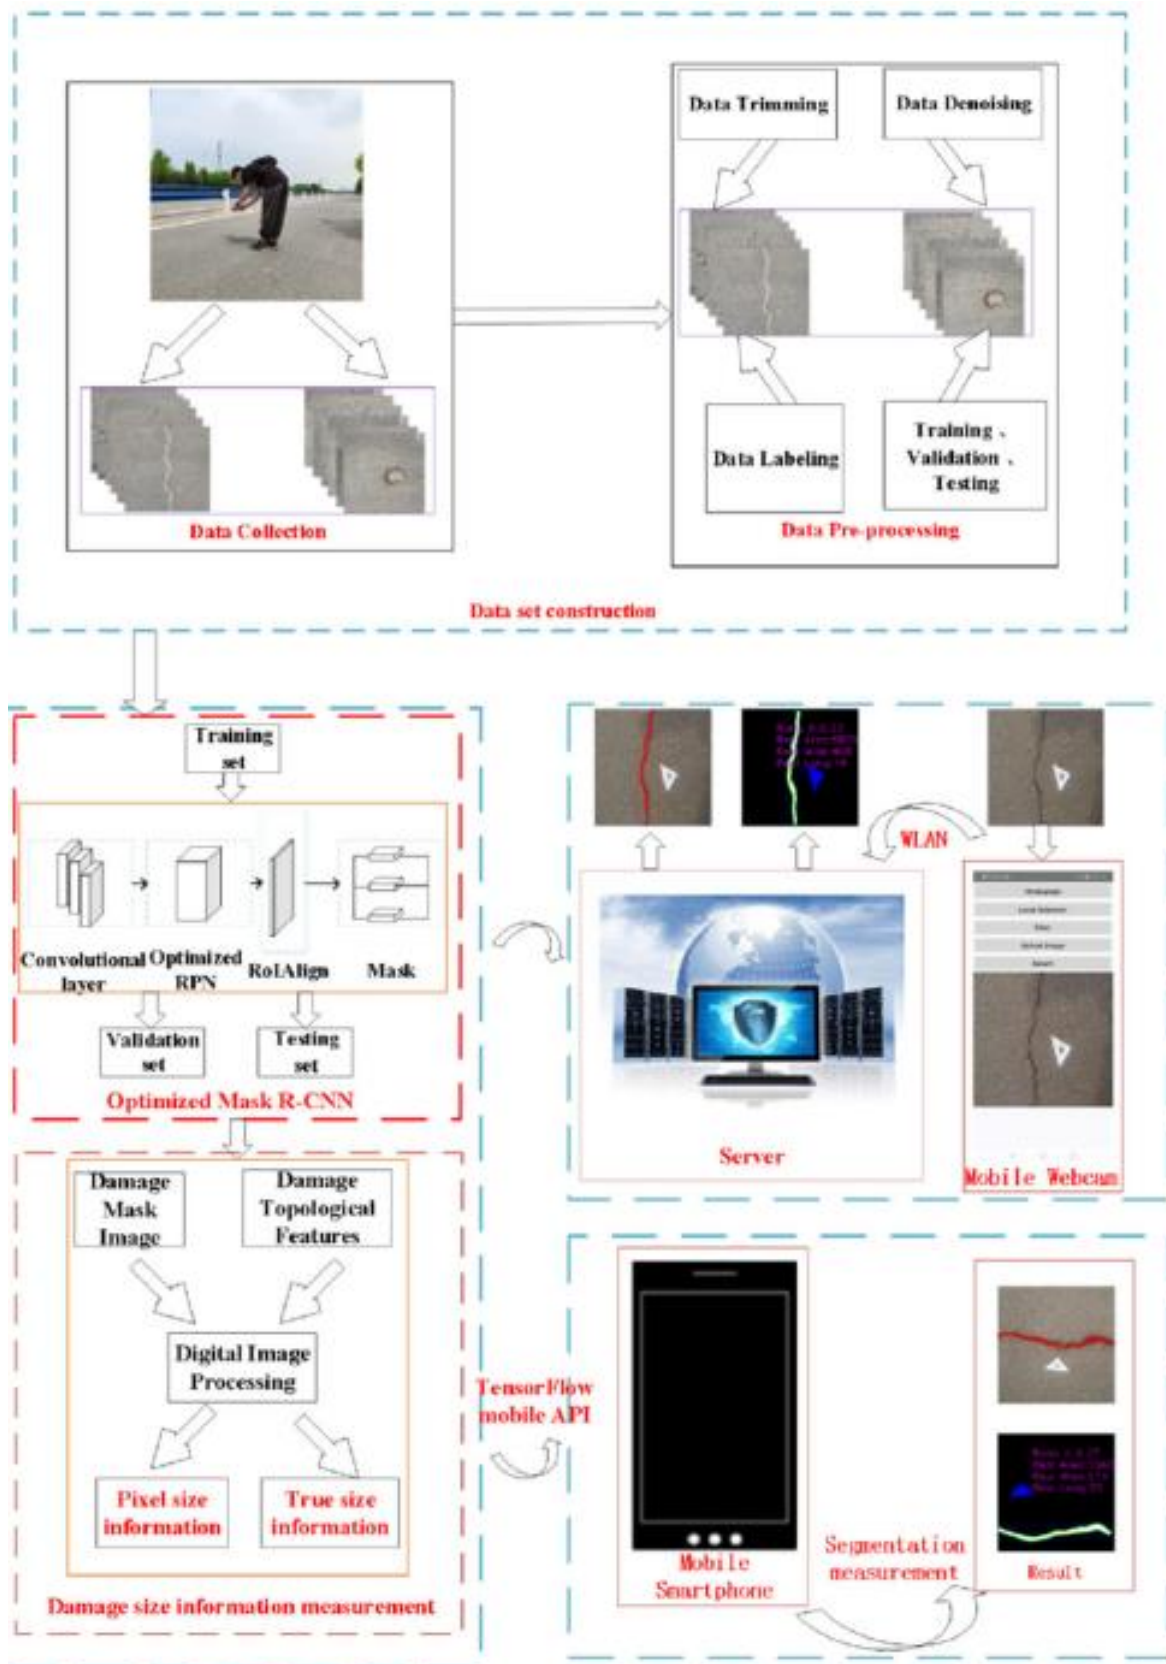 Data Trimming
Data Denoising
Data Labeling
Training 、
Validation 、
Testing
Data Collection
Data Pre-processing
Data set construction
Training
set
Convolutional
layer
Optimized
RPN
RoIAlign
Mask
Validation
set
Testing
set
Optimized Mask R-CNN
WLAN
Server
Mobile Webcam
Damage
Mask
Image
Damage
Topological
Features
Digital Image
Processing
Pixel size
information
True size
information
Damage size information measurement
TensorFlow
mobile API
Mobile
Smartphone
Segmentation
measurement
Result